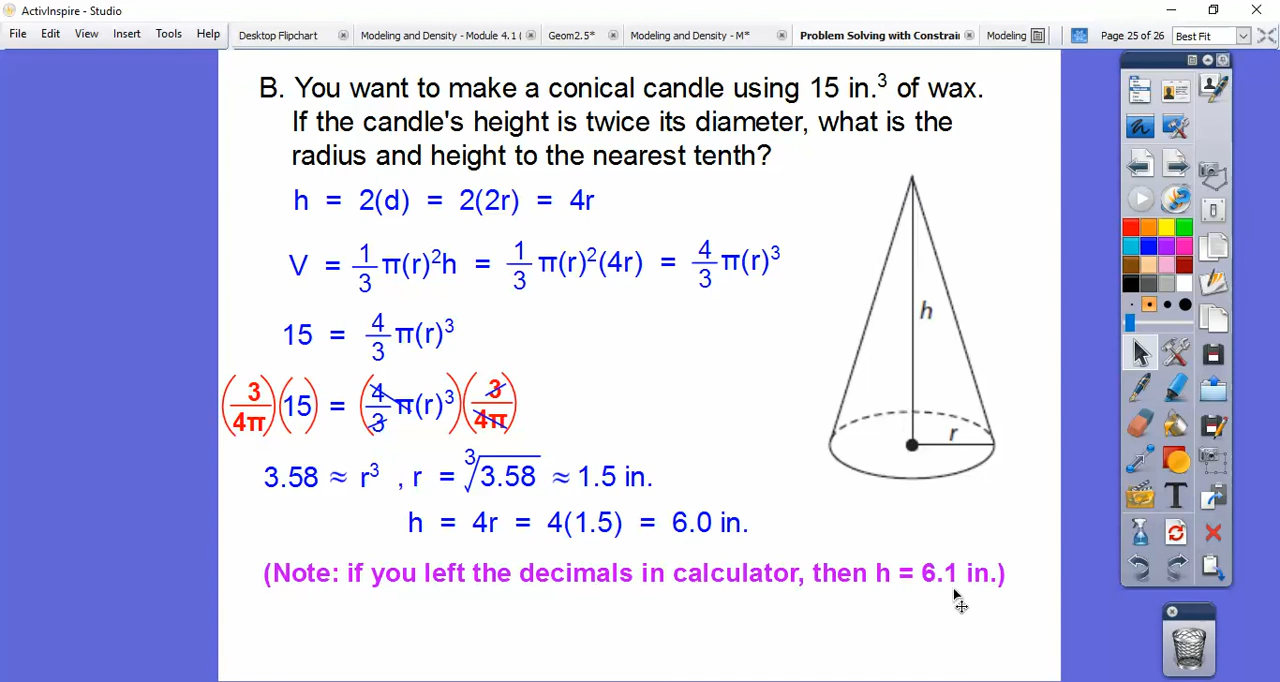 ActivInspire - Studio
File Edit View Insert Tools Help
Desktop Flipchart Modeling and Density - Module 4.1 ( Geom2.5* Modeling and Density - M* Problem Solving with Constrai Modeling Page 25 of 26 Best Fit
B. You want to make a conical candle using 15 in.³ of wax.
If the candle's height is twice its diameter, what is the
radius and height to the nearest tenth?
h = 2(d) = 2(2r) = 4r
V = 1/3 π(r)²h = 1/3 π(r)²(4r) = 4/3 π(r)³
15 = 4/3 π(r)³
(3/4π)(15) = (4/3 π(r)³)(3/4π)
3.58 ≈ r³ , r = ∛3.58 ≈ 1.5 in.
h = 4r = 4(1.5) = 6.0 in.
(Note: if you left the decimals in calculator, then h = 6.1 in.)
h
r